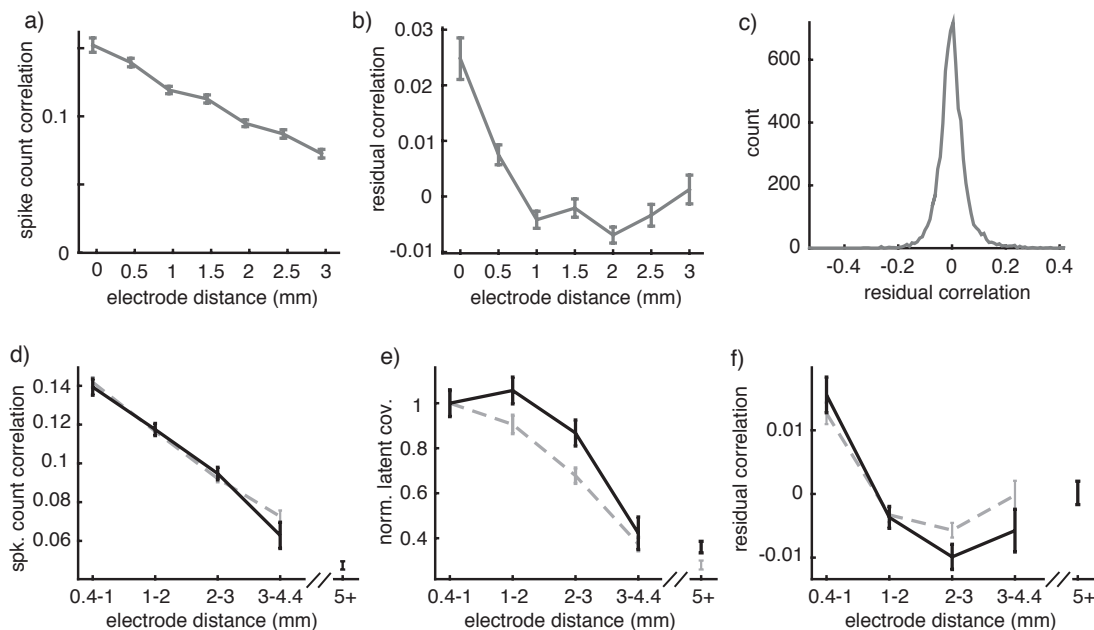 a)
spike count correlation
0.1
0
0 0.5 1 1.5 2 2.5 3
electrode distance (mm)
b)
residual correlation
0.03
0.02
0.01
0
-0.01
0 0.5 1 1.5 2 2.5 3
electrode distance (mm)
c)
count
600
400
200
0
-0.4 -0.2 0 0.2 0.4
residual correlation
d)
spk. count correlation
0.14
0.12
0.1
0.08
0.06
0.4-1 1-2 2-3 3-4.4 // 5+
electrode distance (mm)
e)
norm. latent cov.
1
0.8
0.6
0.4
0.4-1 1-2 2-3 3-4.4 // 5+
electrode distance (mm)
f)
residual correlation
0.01
0
-0.01
0.4-1 1-2 2-3 3-4.4 // 5+
electrode distance (mm)